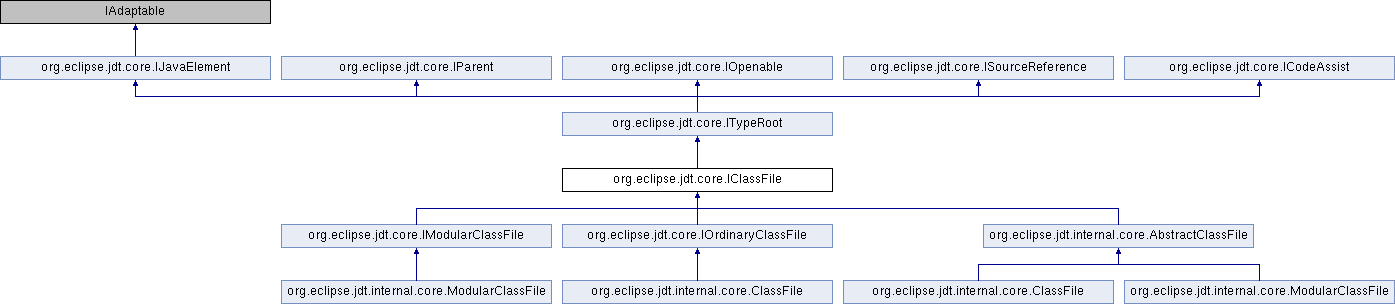 IAdaptable
org.eclipse.jdt.core.IJavaElement
org.eclipse.jdt.core.IParent
org.eclipse.jdt.core.IOpenable
org.eclipse.jdt.core.ISourceReference
org.eclipse.jdt.core.ICodeAssist
org.eclipse.jdt.core.ITypeRoot
org.eclipse.jdt.core.IClassFile
org.eclipse.jdt.core.IModularClassFile
org.eclipse.jdt.core.IOrdinaryClassFile
org.eclipse.jdt.internal.core.AbstractClassFile
org.eclipse.jdt.internal.core.ModularClassFile
org.eclipse.jdt.internal.core.ClassFile
org.eclipse.jdt.internal.core.ClassFile
org.eclipse.jdt.internal.core.ModularClassFile